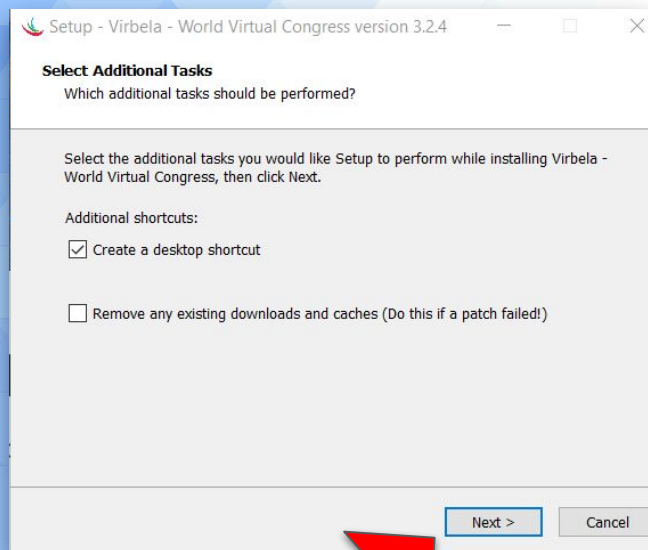 Setup - Virbela - World Virtual Congress version 3.2.4
Select Additional Tasks
Which additional tasks should be performed?
Select the additional tasks you would like Setup to perform while installing Virbela -
World Virtual Congress, then click Next.
Additional shortcuts:
Create a desktop shortcut
Remove any existing downloads and caches (Do this if a patch failed!)
Next >
Cancel